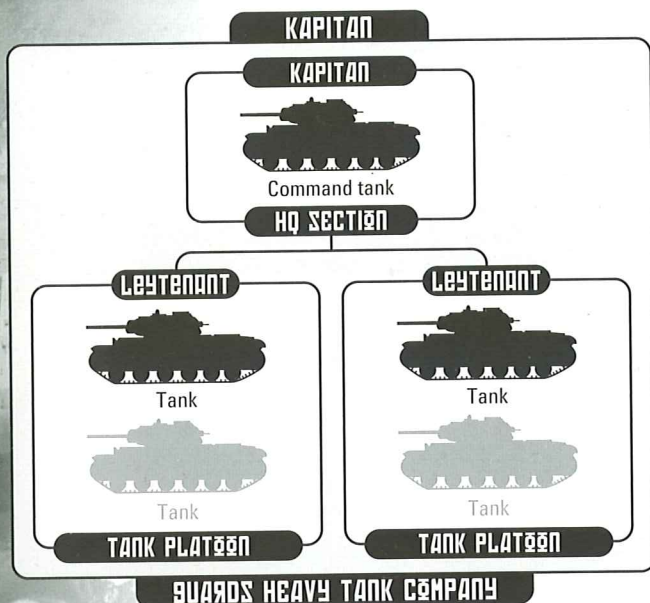 KAPITAN
KAPITAN
Command tank
HQ SECTION
LEYTENANT
LEYTENANT
Tank
Tank
Tank
Tank
TANK PLATOON
TANK PLATOON
GUARDS HEAVY TANK COMPANY